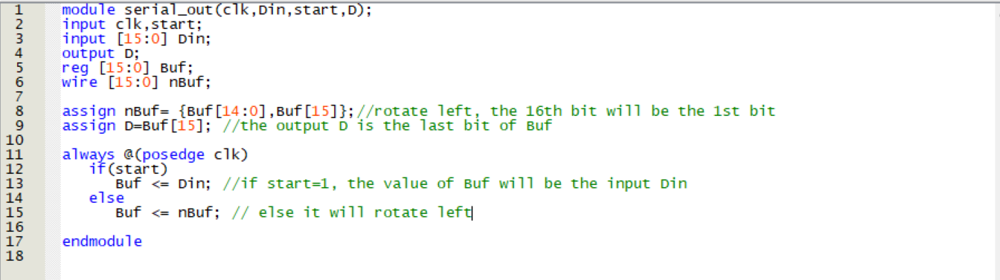 1 module serial_out(clk,Din,start,D);
2 input clk,start;
3 input [15:0] Din;
4 output D;
5 reg [15:0] Buf;
6 wire [15:0] nBuf;
7
8 assign nBuf= {Buf[14:0],Buf[15]};//rotate left, the 16th bit will be the 1st bit
9 assign D=Buf[15]; //the output D is the last bit of Buf
10
11 always @(posedge clk)
12 if(start)
13 Buf <= Din; //if start=1, the value of Buf will be the input Din
14 else
15 Buf <= nBuf; // else it will rotate left
16
17 endmodule
18